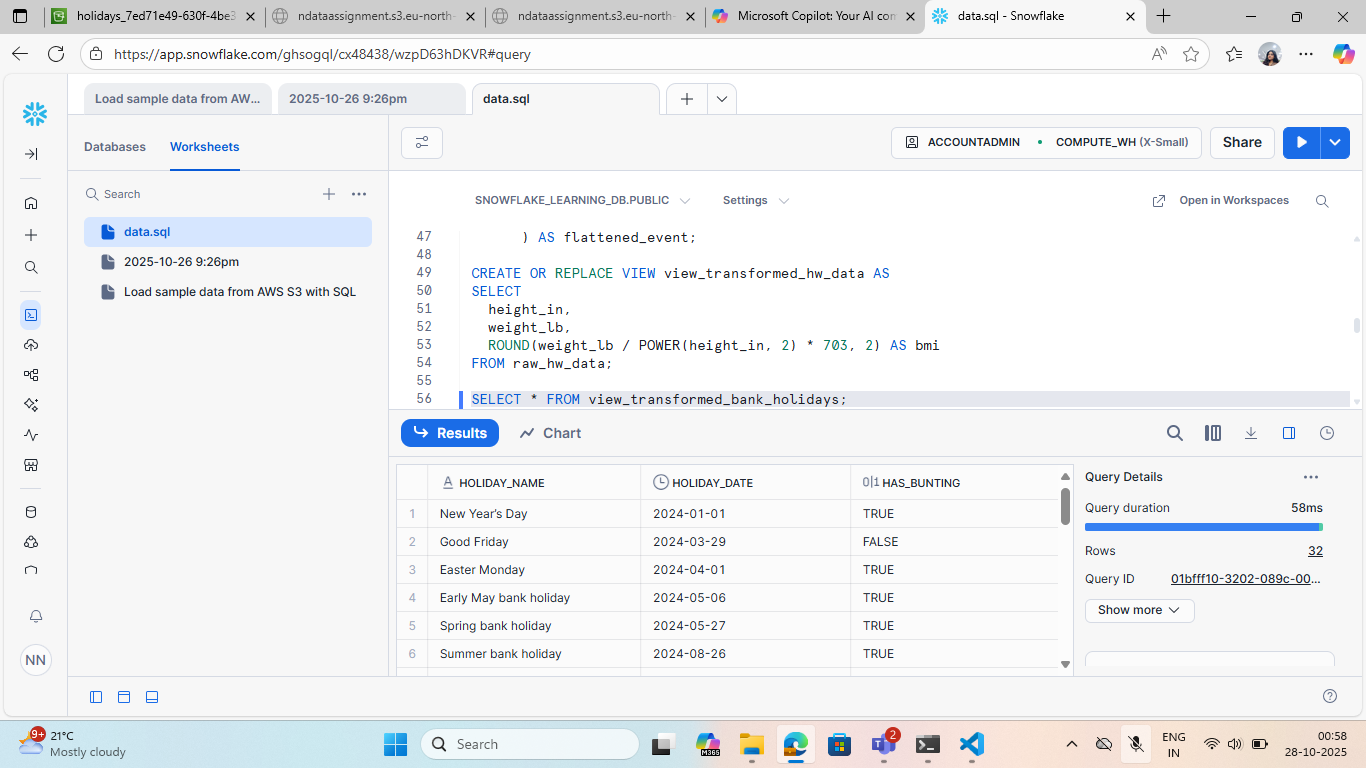 holidays_7ed71e49-630f-4be3
ndataassignment.s3.eu-north-
ndataassignment.s3.eu-north-
Microsoft Copilot: Your AI com
data.sql - Snowflake
https://app.snowflake.com/ghsogql/cx48438/wzpD63hDKVR#query
Load sample data from AW...
2025-10-26 9:26pm
data.sql
Databases
Worksheets
ACCOUNTADMIN
COMPUTE_WH (X-Small)
Share
Search
data.sql
2025-10-26 9:26pm
Load sample data from AWS S3 with SQL
SNOWFLAKE_LEARNING_DB.PUBLIC
Settings
Open in Workspaces
47 ) AS flattened_event;
48
49 CREATE OR REPLACE VIEW view_transformed_hw_data AS
50 SELECT
51 height_in,
52 weight_lb,
53 ROUND(weight_lb / POWER(height_in, 2) * 703, 2) AS bmi
54 FROM raw_hw_data;
55
56 SELECT * FROM view_transformed_bank_holidays;
Results
Chart
A HOLIDAY_NAME HOLIDAY_DATE 0|1 HAS_BUNTING
1 New Year’s Day 2024-01-01 TRUE
2 Good Friday 2024-03-29 FALSE
3 Easter Monday 2024-04-01 TRUE
4 Early May bank holiday 2024-05-06 TRUE
5 Spring bank holiday 2024-05-27 TRUE
6 Summer bank holiday 2024-08-26 TRUE
Query Details
Query duration 58ms
Rows 32
Query ID 01bfff10-3202-089c-00...
Show more
NN
9+
21°C
Mostly cloudy
Search
M365
2
ENG
IN
00:58
28-10-2025